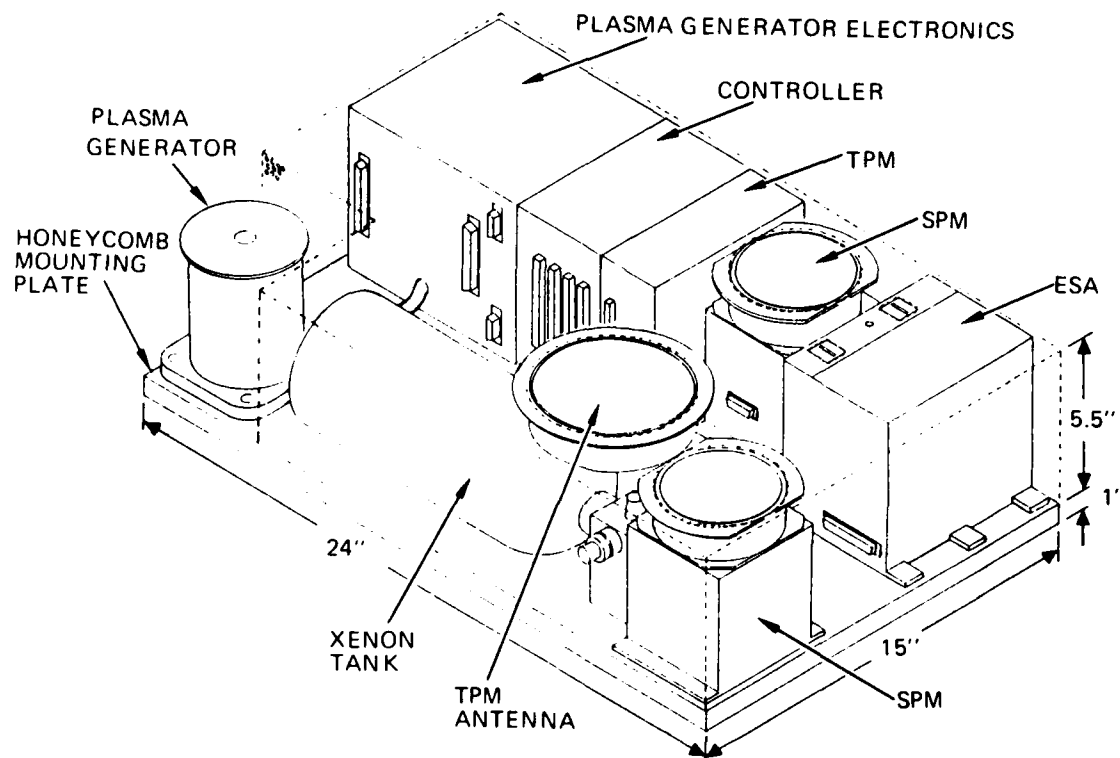 PLASMA GENERATOR ELECTRONICS
CONTROLLER
PLASMA
GENERATOR
TPM
SPM
HONEYCOMB
MOUNTING
PLATE
ESA
5.5''
1'
24''
15''
XENON
TANK
TPM
ANTENNA
SPM